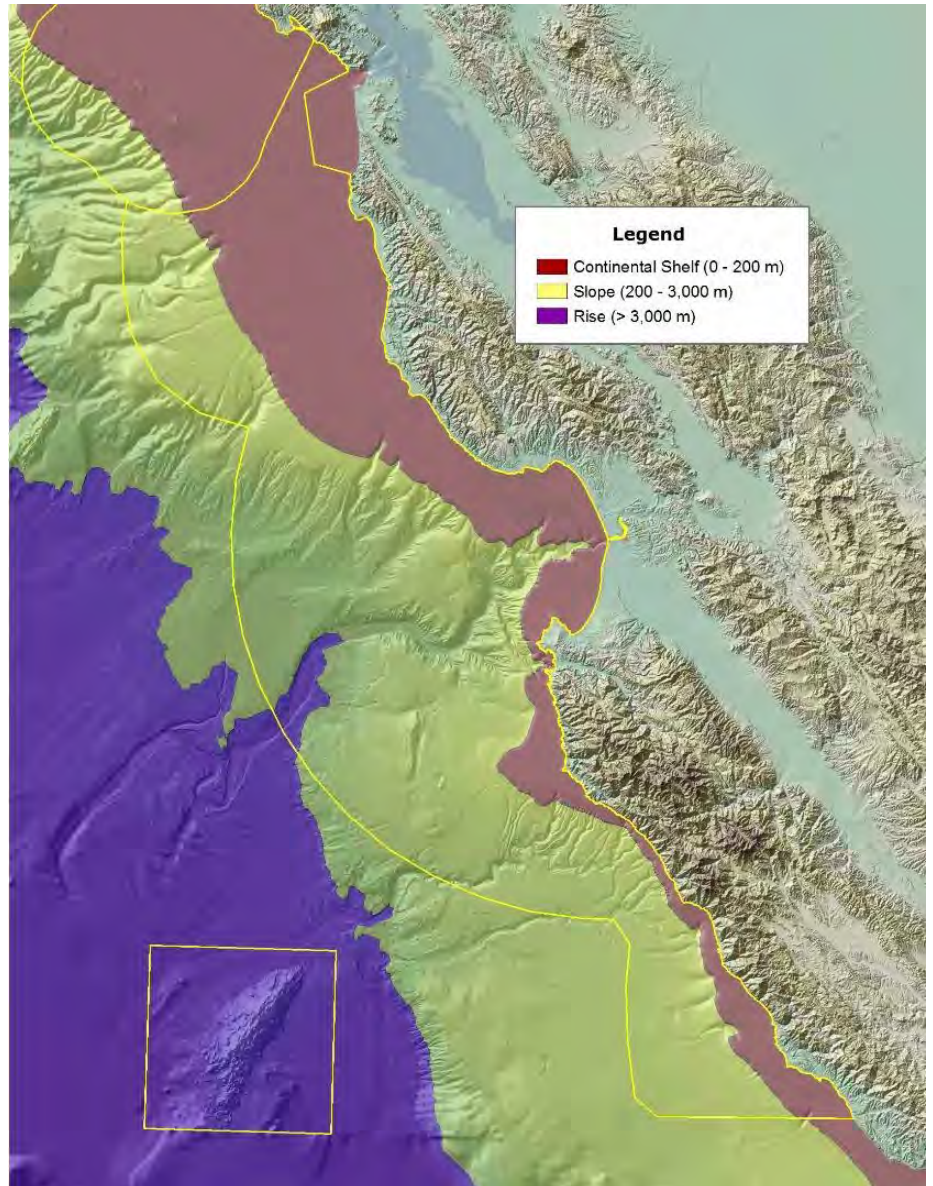 Legend
Continental Shelf (0 - 200 m)
Slope (200 - 3,000 m)
Rise (> 3,000 m)